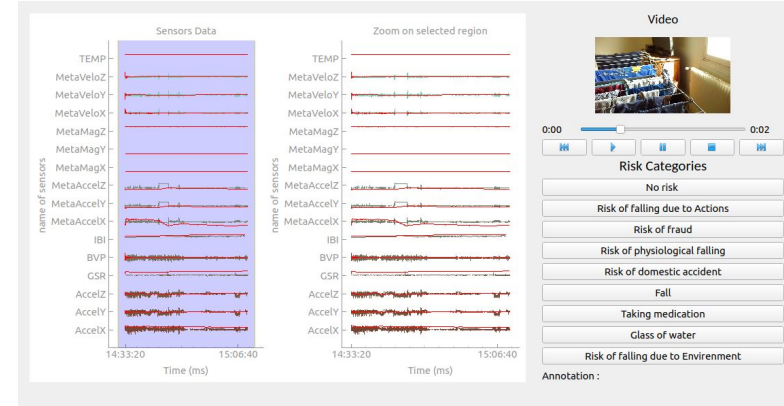 Sensors Data
TEMP
MetaVeloZ
MetaVeloY
MetaVeloX
MetaMagZ
MetaMagY
MetaMagX
MetaAccelZ
MetaAccelY
MetaAccelX
IBI
BVP
GSR
AccelZ
AccelY
AccelX
name of sensors
14:33:20 15:06:40
Time (ms)
Zoom on selected region
TEMP
MetaVeloZ
MetaVeloY
MetaVeloX
MetaMagZ
MetaMagY
MetaMagX
MetaAccelZ
MetaAccelY
MetaAccelX
IBI
BVP
GSR
AccelZ
AccelY
AccelX
name of sensors
14:33:20 15:06:40
Time (ms)
Video
0:00 0:02
Risk Categories
No risk
Risk of falling due to Actions
Risk of fraud
Risk of physiological falling
Risk of domestic accident
Fall
Taking medication
Glass of water
Risk of falling due to Envirenment
Annotation :